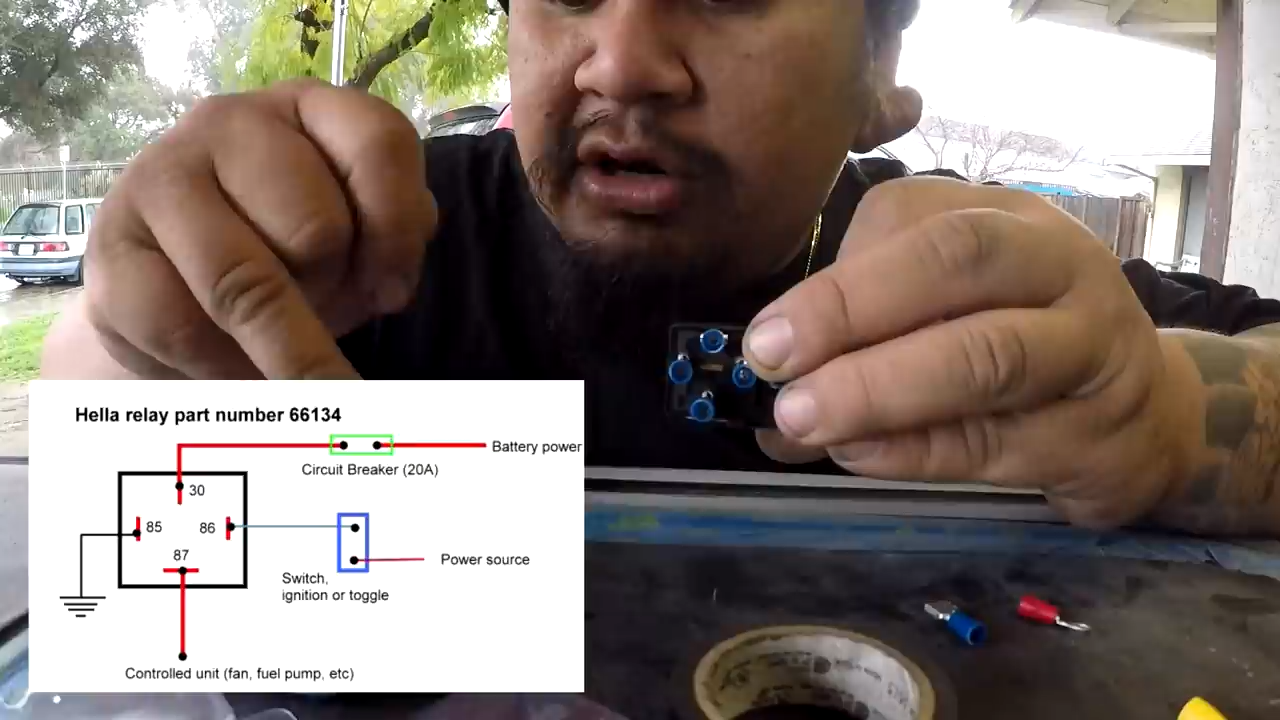 Hella relay part number 66134
Battery power
Circuit Breaker (20A)
30
85
86
87
Power source
Switch,
ignition or toggle
Controlled unit (fan, fuel pump, etc)